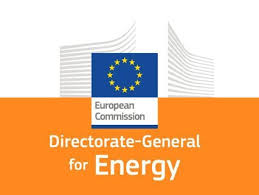 European
Commission
Directorate-General
for Energy